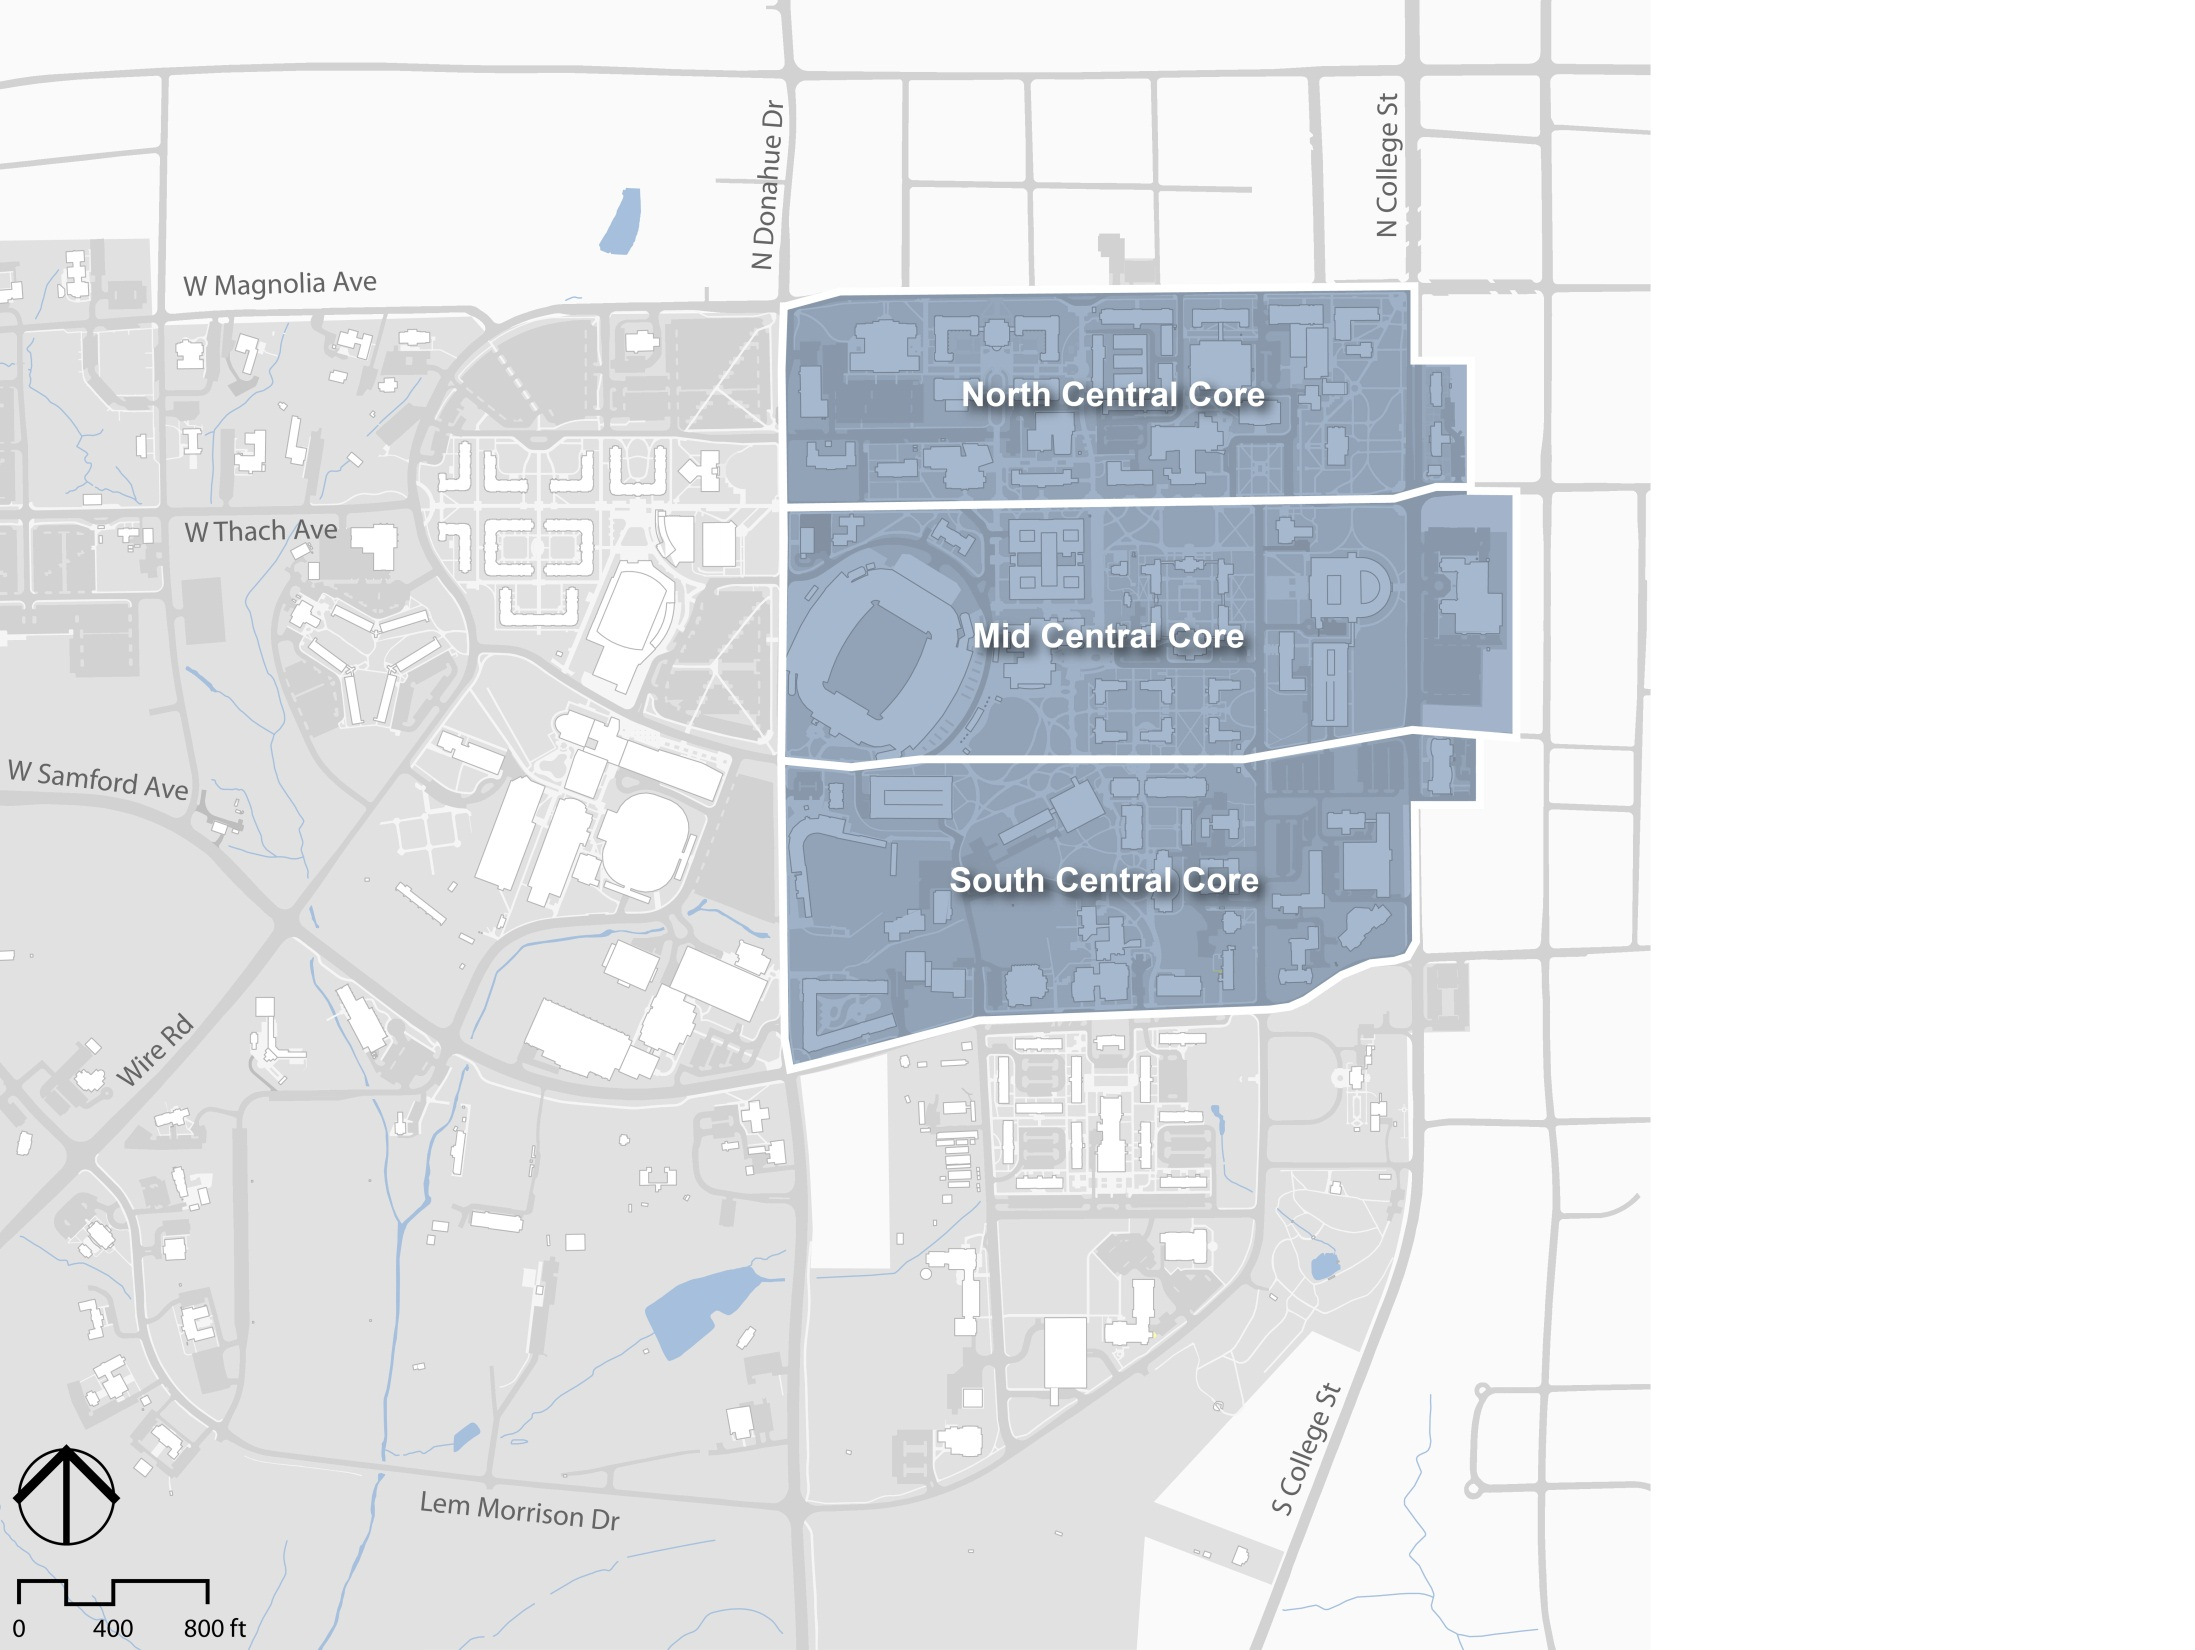 N Donahue Dr
N College St
W Magnolia Ave
North Central Core
W Thach Ave
Mid Central Core
W Samford Ave
South Central Core
Wire Rd
S College St
Lem Morrison Dr
0 400 800 ft